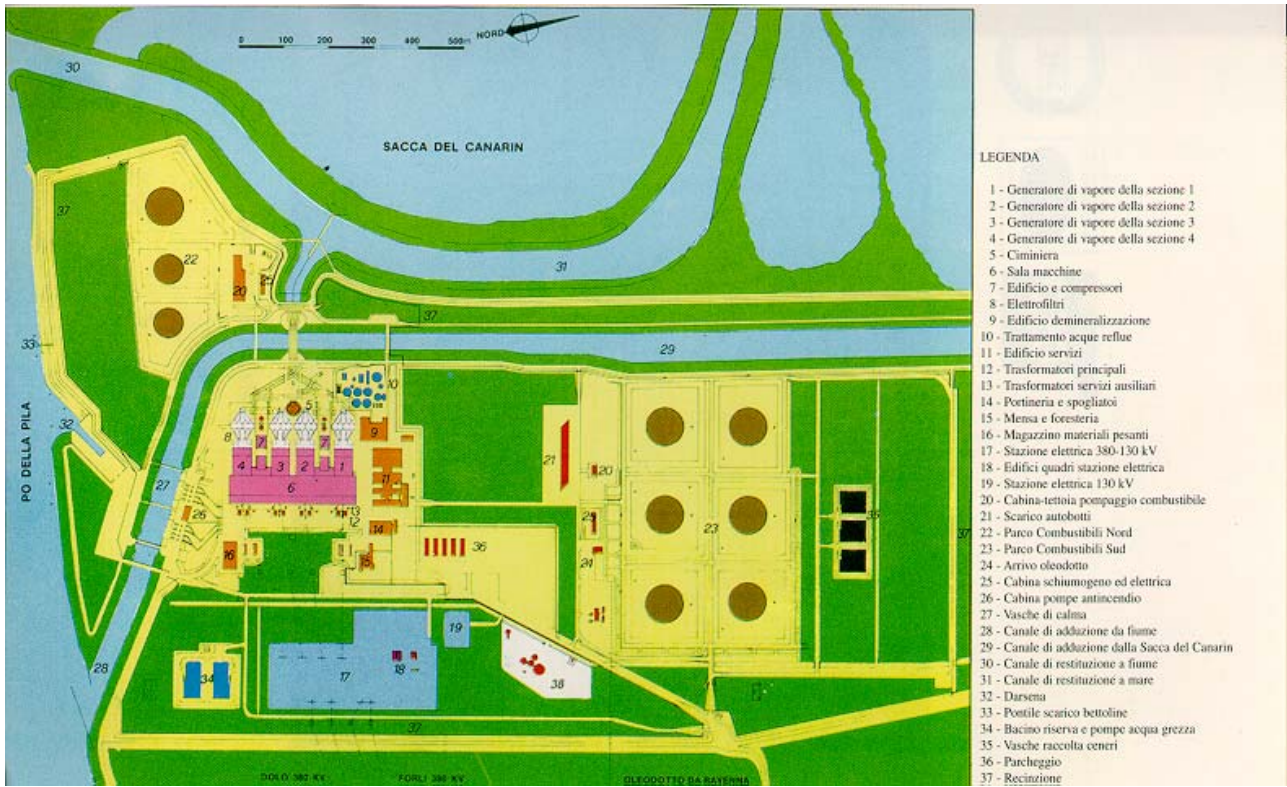 0 100 200 300 400 500m
NORD
30
SACCA DEL CANARIN
37
22
20
25
31
37
33
29
PO DELLA PILA
32
10
5
8
7
7
9
21
20
4 3 2 1
11
6
27
26
13
12
14
25
23
35
37
16
15
36
24
19
28
34
17
18
38
37
DOLO 380 KV
FORLI 380 KV
OLEODOTTO DA RAVENNA
LEGENDA
1 - Generatore di vapore della sezione 1
2 - Generatore di vapore della sezione 2
3 - Generatore di vapore della sezione 3
4 - Generatore di vapore della sezione 4
5 - Ciminiera
6 - Sala macchine
7 - Edificio e compressori
8 - Elettrofiltri
9 - Edificio demineralizzazione
10 - Trattamento acque reflue
11 - Edificio servizi
12 - Trasformatori principali
13 - Trasformatori servizi ausiliari
14 - Portineria e spogliatoi
15 - Mensa e foresteria
16 - Magazzino materiali pesanti
17 - Stazione elettrica 380-130 kV
18 - Edifici quadri stazione elettrica
19 - Stazione elettrica 130 kV
20 - Cabina-tettoia pompaggio combustibile
21 - Scarico autobotti
22 - Parco Combustibili Nord
23 - Parco Combustibili Sud
24 - Arrivo oleodotto
25 - Cabina schiumogeno ed elettrica
26 - Cabina pompe antincendio
27 - Vasche di calma
28 - Canale di adduzione da fiume
29 - Canale di adduzione dalla Sacca del Canarin
30 - Canale di restituzione a fiume
31 - Canale di restituzione a mare
32 - Darsena
33 - Pontile scarico bettoline
34 - Bacino riserva e pompe acqua grezza
35 - Vasche raccolta ceneri
36 - Parcheggio
37 - Recinzione